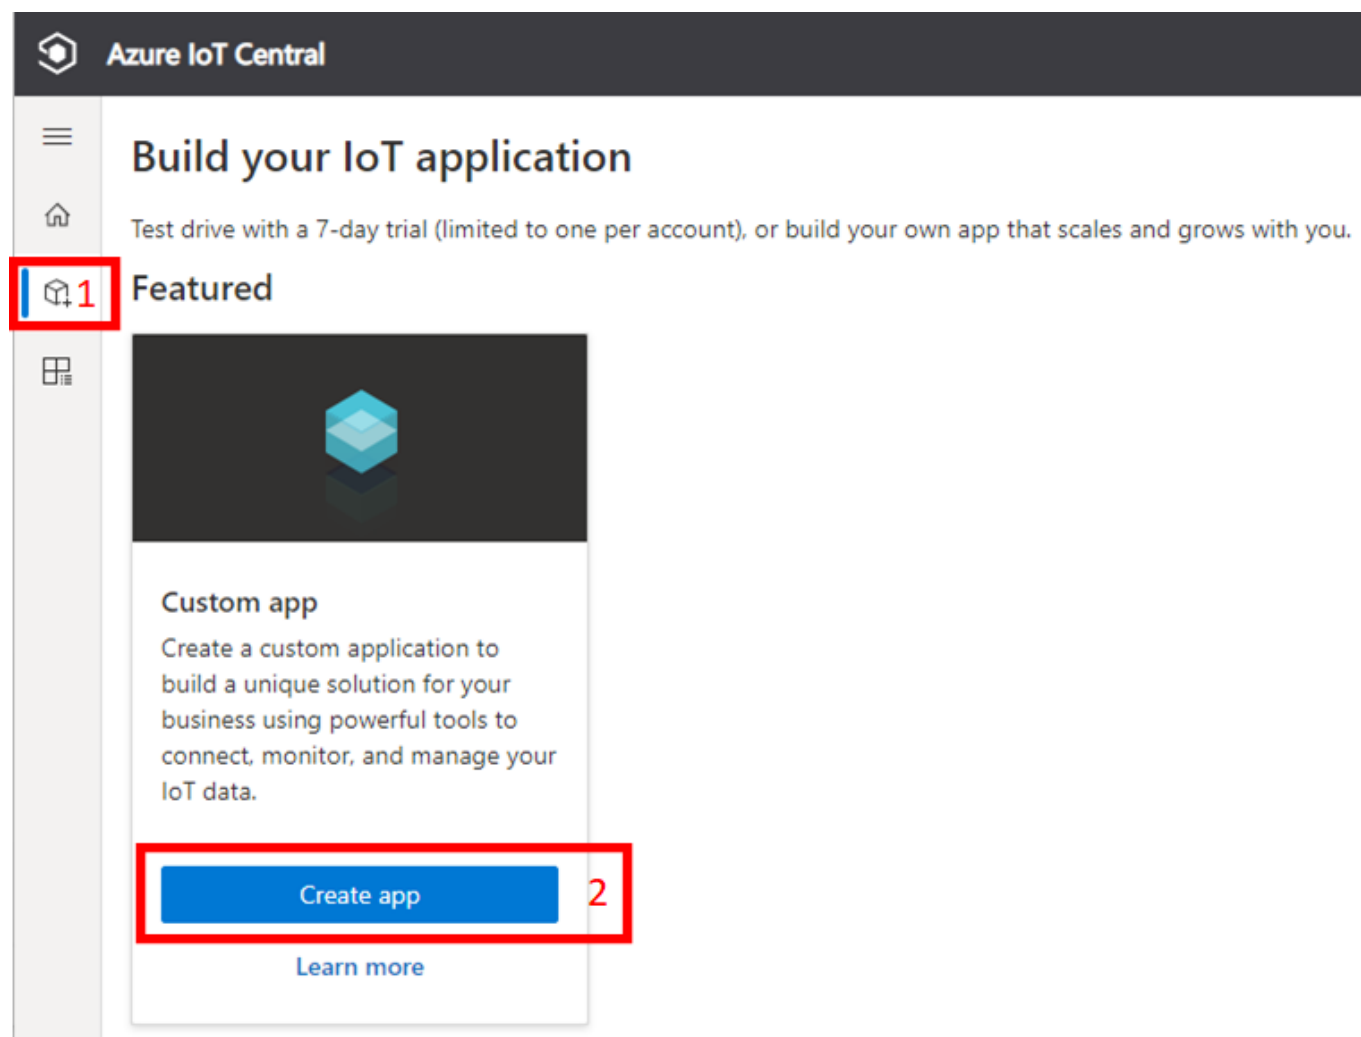 Azure IoT Central
Build your IoT application
Test drive with a 7-day trial (limited to one per account), or build your own app that scales and grows with you.
1
Featured
Custom app
Create a custom application to
build a unique solution for your
business using powerful tools to
connect, monitor, and manage your
IoT data.
Create app
2
Learn more